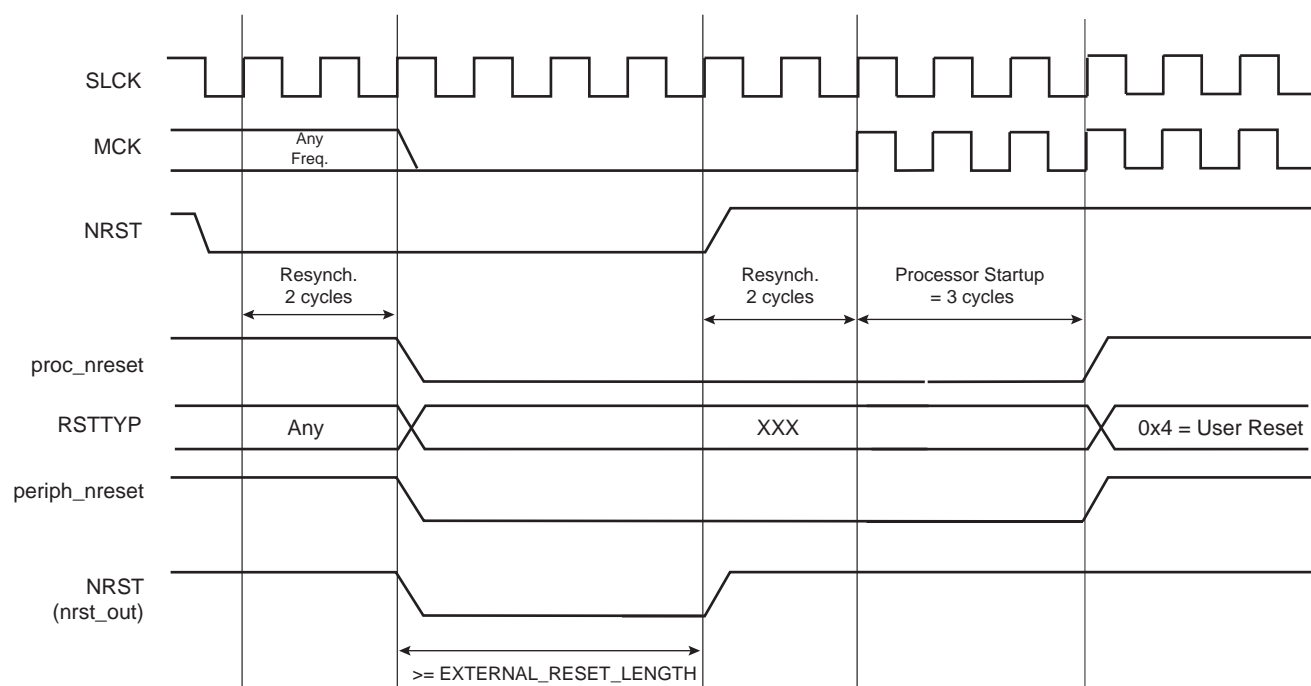 SLCK
MCK
Any
Freq.
NRST
Resynch.
2 cycles
Resynch.
2 cycles
Processor Startup
= 3 cycles
proc_nreset
RSTTYP
Any
XXX
0x4 = User Reset
periph_nreset
NRST
(nrst_out)
>= EXTERNAL_RESET_LENGTH